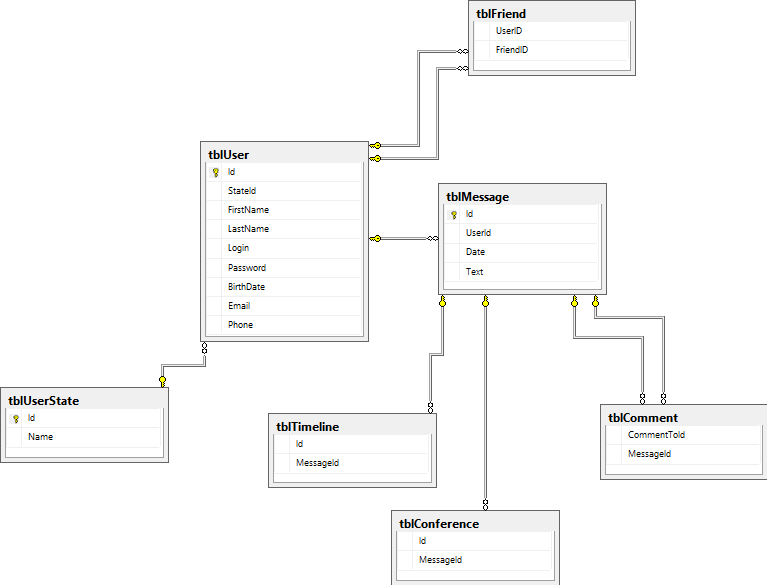 tblFriend
UserID
FriendID
tblUser
Id
StateId
FirstName
LastName
Login
Password
BirthDate
Email
Phone
tblMessage
Id
UserId
Date
Text
tblUserState
Id
Name
tblTimeline
Id
MessageId
tblComment
CommentToId
MessageId
tblConference
Id
MessageId